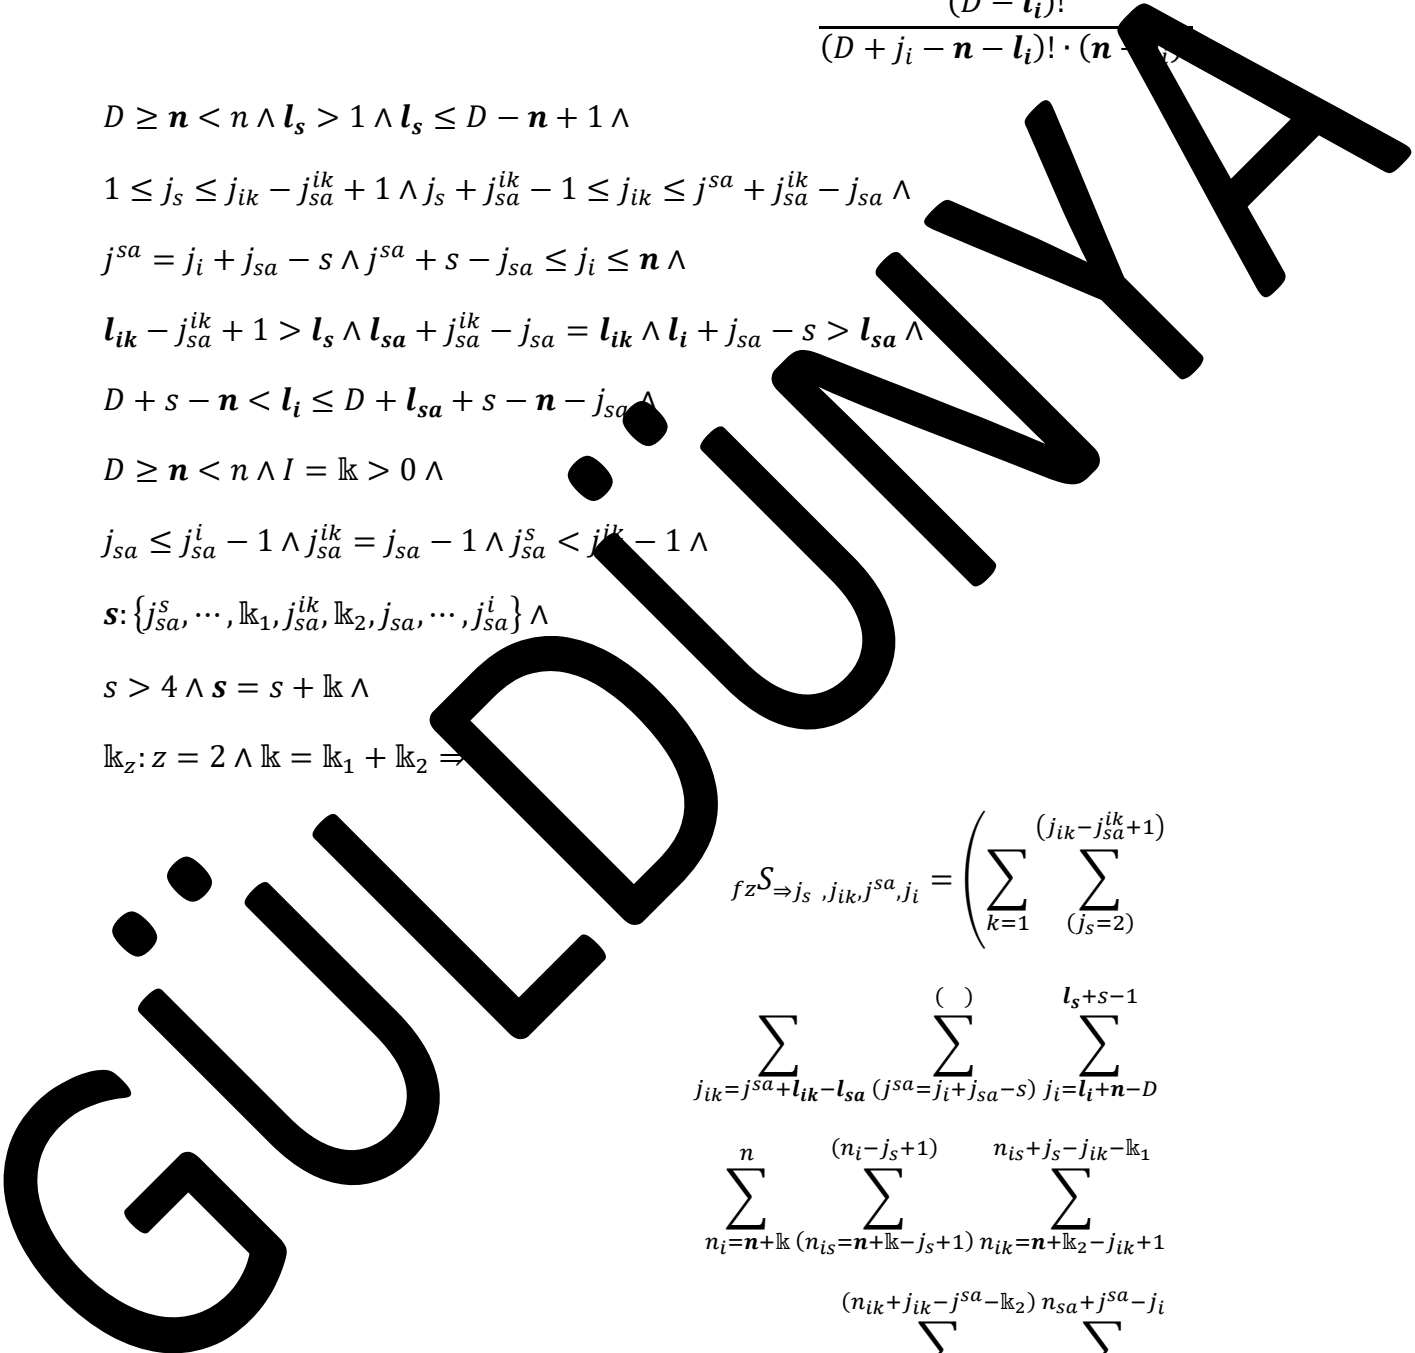 (D − l_i)!
(D + j_i − n − l_i)! · (n −
D ≥ n < n ∧ l_s > 1 ∧ l_s ≤ D − n + 1 ∧
1 ≤ j_s ≤ j_{ik} − j_{sa}^{ik} + 1 ∧ j_s + j_{sa}^{ik} − 1 ≤ j_{ik} ≤ j^{sa} + j_{sa}^{ik} − j_{sa} ∧
j^{sa} = j_i + j_{sa} − s ∧ j^{sa} + s − j_{sa} ≤ j_i ≤ n ∧
l_{ik} − j_{sa}^{ik} + 1 > l_s ∧ l_{sa} + j_{sa}^{ik} − j_{sa} = l_{ik} ∧ l_i + j_{sa} − s > l_{sa} ∧
D + s − n < l_i ≤ D + l_{sa} + s − n − j_{sa} ∧
D ≥ n < n ∧ I = 𝕜 > 0 ∧
j_{sa} ≤ j_{sa}^{i} − 1 ∧ j_{sa}^{ik} = j_{sa} − 1 ∧ j_{sa}^{s} < j^{ik} − 1 ∧
s: {j_{sa}^{s}, ⋯ , 𝕜_1, j_{sa}^{ik}, 𝕜_2, j_{sa}, ⋯ , j_{sa}^{i}} ∧
s > 4 ∧ s = s + 𝕜 ∧
𝕜_z: z = 2 ∧ 𝕜 = 𝕜_1 + 𝕜_2 ⇒
_{fz}S_{⇒j_s ,j_{ik},j^{sa},j_i} = ( ∑_{k=1} ∑_{(j_s=2)}^{(j_{ik}−j_{sa}^{ik}+1)}
∑_{j_{ik}=j^{sa}+l_{ik}−l_{sa}} ∑_{(j^{sa}=j_i+j_{sa}−s)}^{( )} ∑_{j_i=l_i+n−D}^{l_s+s−1}
∑_{n_i=n+𝕜}^{n} ∑_{(n_{is}=n+𝕜−j_s+1)}^{(n_i−j_s+1)} ∑_{n_{ik}=n+𝕜_2−j_{ik}+1}^{n_{is}+j_s−j_{ik}−𝕜_1}
∑^{(n_{ik}+j_{ik}−j^{sa}−𝕜_2)} ∑^{n_{sa}+j^{sa}−j_i}
GÜLDÜNYA